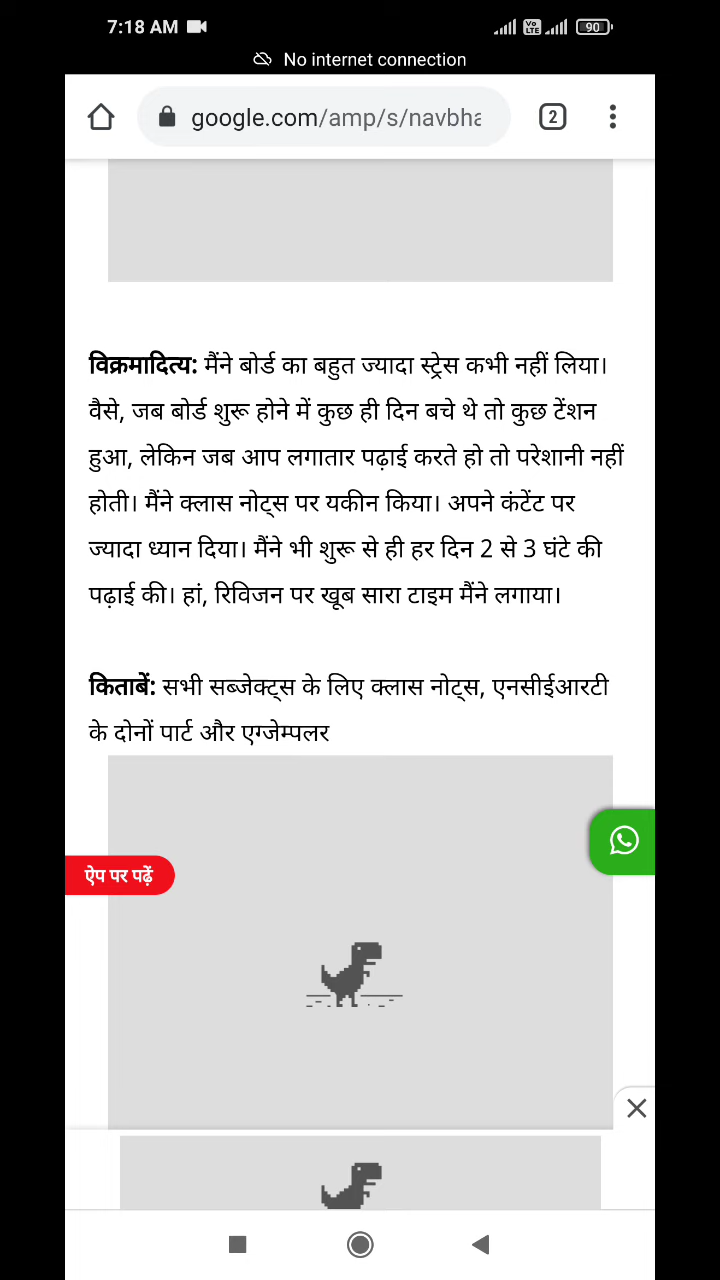 7:18 AM
Vo LTE
90
No internet connection
google.com/amp/s/navbha
2
विक्रमादित्य: मैंने बोर्ड का बहुत ज्यादा स्ट्रेस कभी नहीं लिया।
वैसे, जब बोर्ड शुरू होने में कुछ ही दिन बचे थे तो कुछ टेंशन
हुआ, लेकिन जब आप लगातार पढ़ाई करते हो तो परेशानी नहीं
होती। मैंने क्लास नोट्स पर यकीन किया। अपने कंटेंट पर
ज्यादा ध्यान दिया। मैंने भी शुरू से ही हर दिन 2 से 3 घंटे की
पढ़ाई की। हां, रिविजन पर खूब सारा टाइम मैंने लगाया।
किताबें: सभी सब्जेक्ट्स के लिए क्लास नोट्स, एनसीईआरटी
के दोनों पार्ट और एग्जेम्पलर
ऐप पर पढ़ें